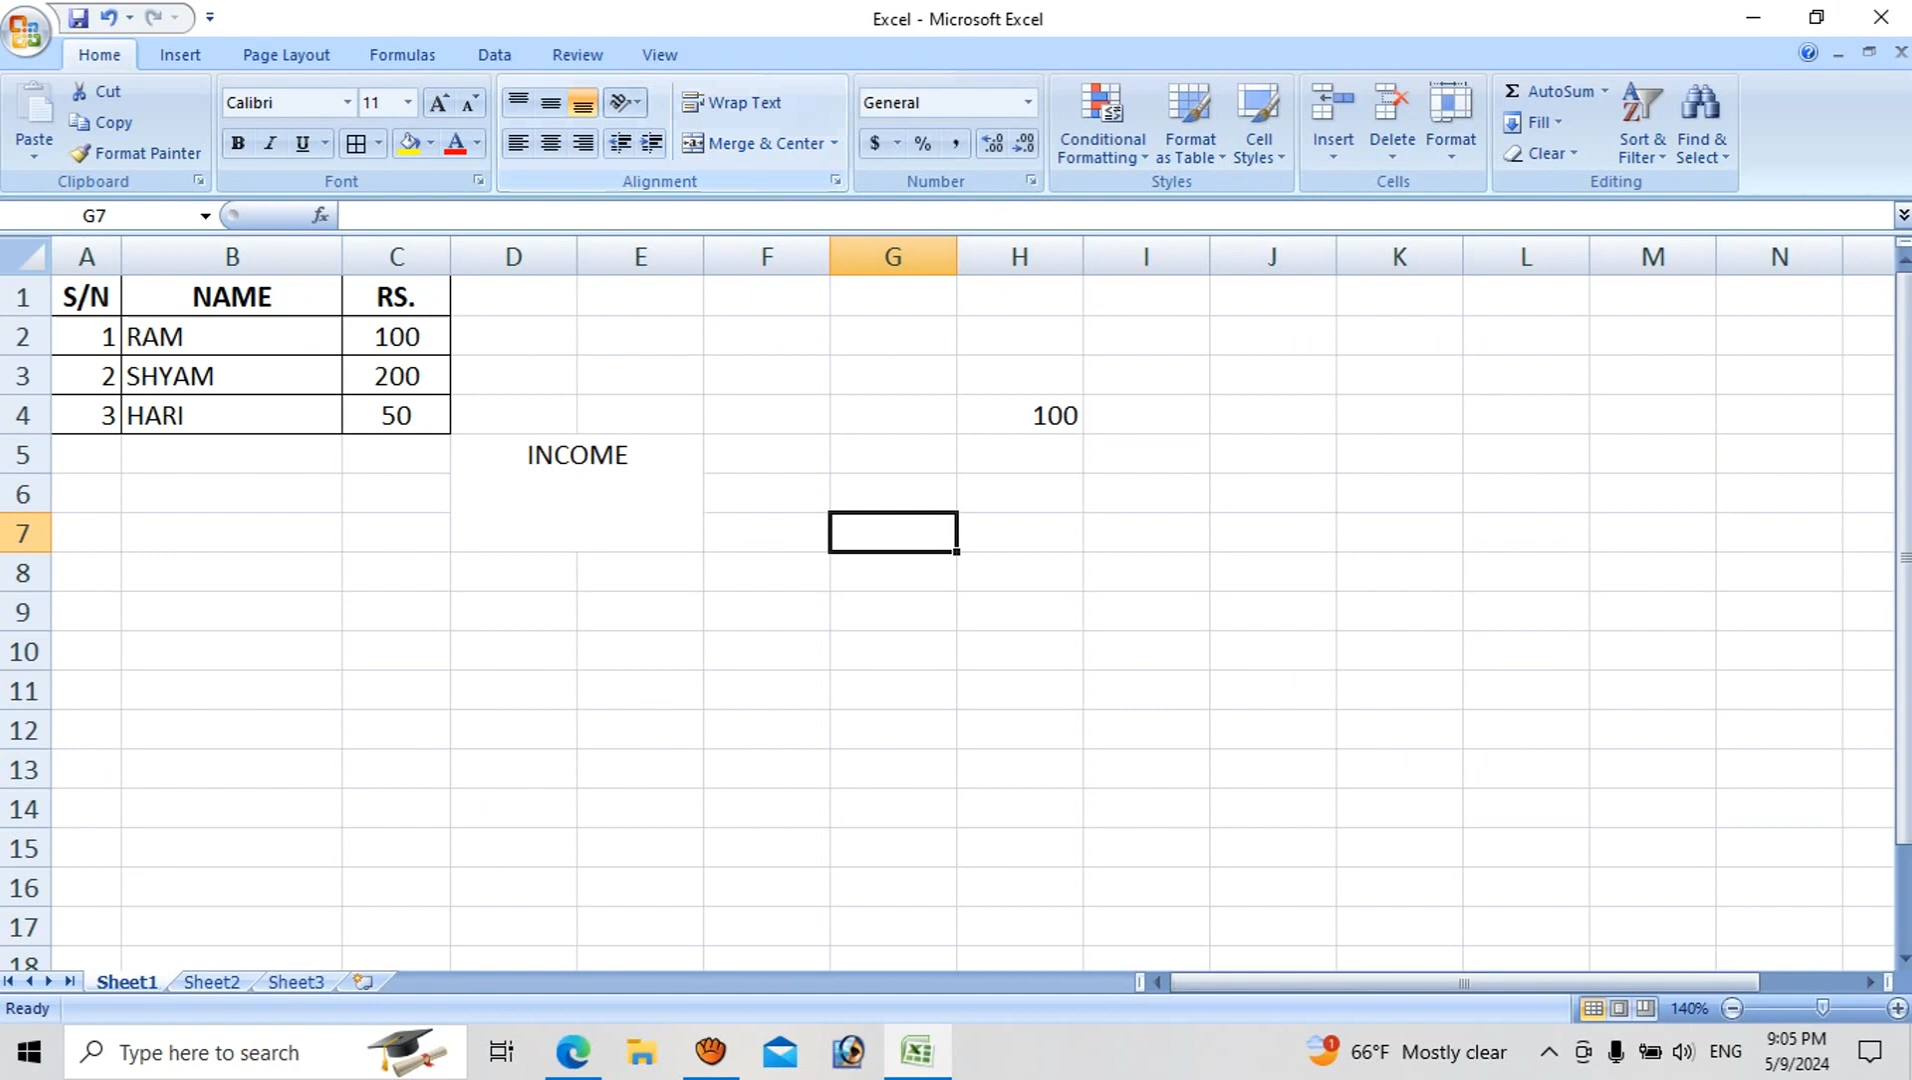 Excel - Microsoft Excel
Home Insert Page Layout Formulas Data Review View
Paste
Cut
Copy
Format Painter
Clipboard
Calibri 11
B I U
Font
Wrap Text
Merge & Center
Alignment
General
$ % ,
Number
Conditional Formatting
Format as Table
Cell Styles
Styles
Insert
Delete
Format
Cells
Σ AutoSum
Fill
Clear
Sort & Filter
Find & Select
Editing
G7 fx
A B C D E F G H I J K L M N
1 S/N NAME RS.
2 1 RAM 100
3 2 SHYAM 200
4 3 HARI 50 100
5 INCOME
6
7
8
9
10
11
12
13
14
15
16
17
18
Sheet1 Sheet2 Sheet3
Ready 140%
Type here to search
1 66°F Mostly clear
ENG
9:05 PM
5/9/2024